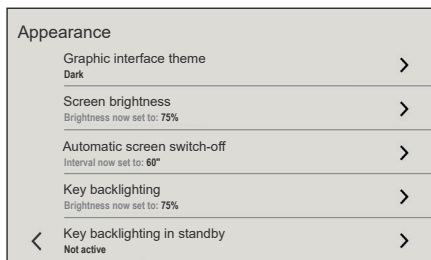 Appearance
Graphic interface theme
Dark
Screen brightness
Brightness now set to: 75%
Automatic screen switch-off
Interval now set to: 60"
Key backlighting
Brightness now set to: 75%
Key backlighting in standby
Not active